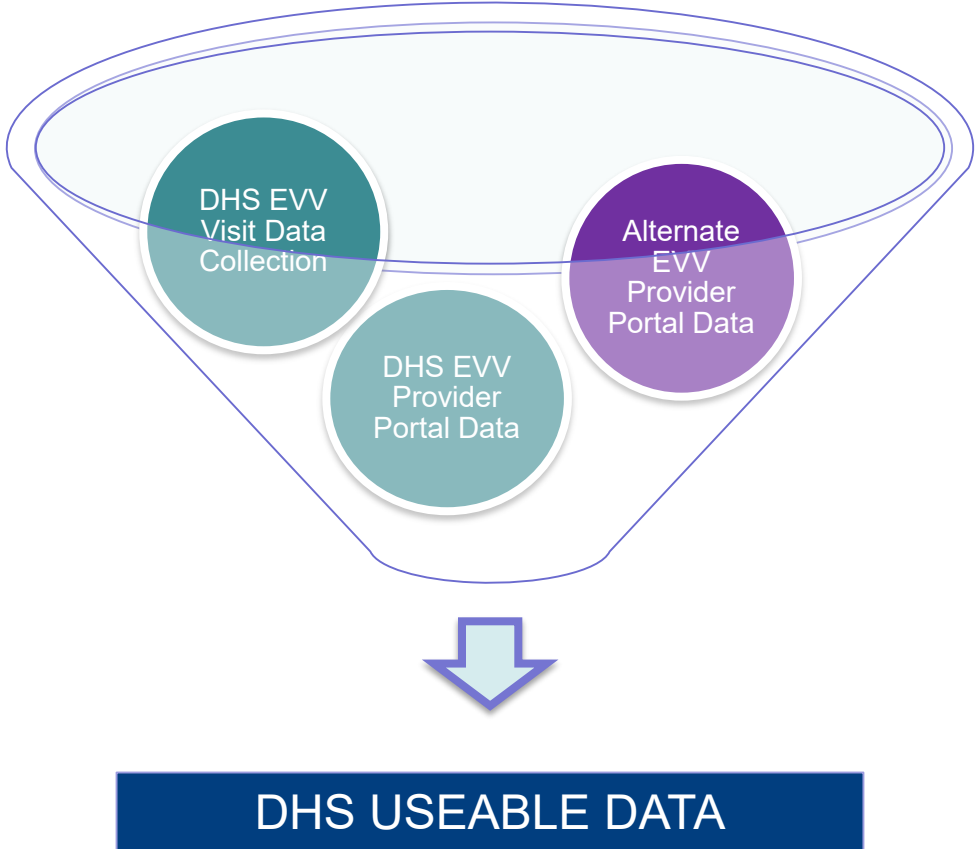 DHS EVV
Visit Data
Collection
Alternate
EVV
Provider
Portal Data
DHS EVV
Provider
Portal Data
DHS USEABLE DATA